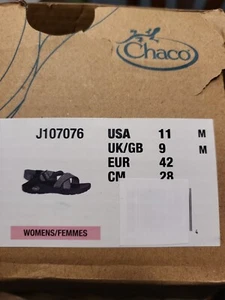 Chaco
J107076 USA 11 M
UK/GB 9 M
EUR 42
CM 28
WOMENS/FEMMES